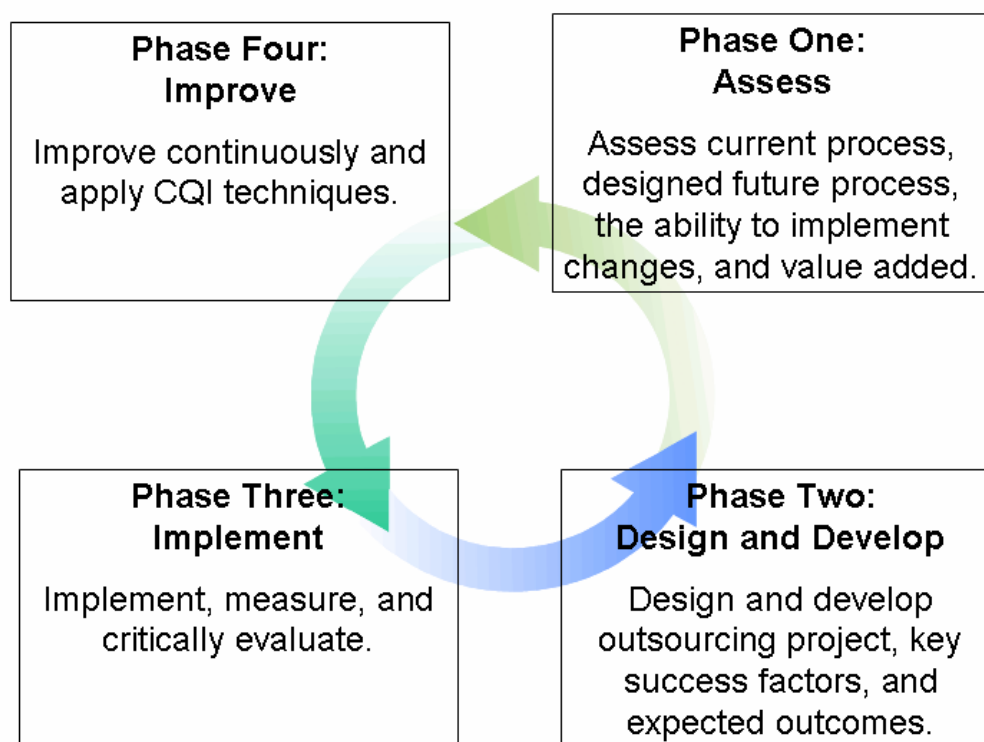 Phase Four:
Improve
Improve continuously and
apply CQI techniques.
Phase One:
Assess
Assess current process,
designed future process,
the ability to implement
changes, and value added.
Phase Three:
Implement
Implement, measure, and
critically evaluate.
Phase Two:
Design and Develop
Design and develop
outsourcing project, key
success factors, and
expected outcomes.